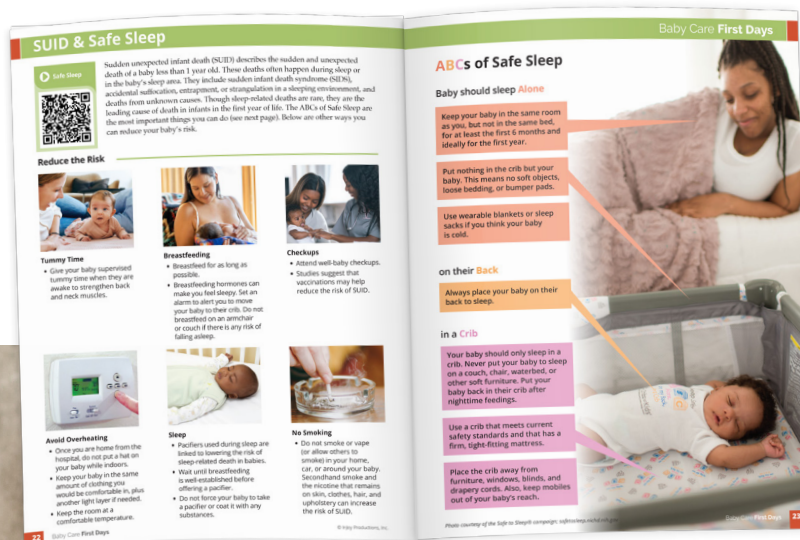 SUID & Safe Sleep
Safe Sleep
Sudden unexpected infant death (SUID) describes the sudden and unexpected
death of a baby less than 1 year old. These deaths often happen during sleep or
in the baby's sleep area. They include sudden infant death syndrome (SIDS),
accidental suffocation, entrapment, or strangulation in a sleeping environment, and
deaths from unknown causes. Though sleep-related deaths are rare, they are the
leading cause of death in infants in the first year of life. The ABCs of Safe Sleep are
the most important things you can do (see next page). Below are other ways you
can reduce your baby's risk.
Reduce the Risk
Tummy Time
• Give your baby supervised
tummy time when they are
awake to strengthen back
and neck muscles.
Breastfeeding
• Breastfeed for as long as
possible.
• Breastfeeding hormones can
make you feel sleepy. Set an
alarm to alert you to move
your baby to their crib. Do not
breastfeed on an armchair
or couch if there is any risk of
falling asleep.
Checkups
• Attend well-baby checkups.
• Studies suggest that
vaccinations may help
reduce the risk of SUID.
Avoid Overheating
• Once you are home from the
hospital, do not put a hat on
your baby while indoors.
• Keep your baby in the same
amount of clothing you
would be comfortable in, plus
another light layer if needed.
• Keep the room at a
comfortable temperature.
Sleep
• Pacifiers used during sleep are
linked to lowering the risk of
sleep-related death in babies.
• Wait until breastfeeding
is well-established before
offering a pacifier.
• Do not force your baby to take
a pacifier or coat it with any
substances.
No Smoking
• Do not smoke or vape
(or allow others to
smoke) in your home,
car, or around your baby.
Secondhand smoke and
the nicotine that remains
on skin, clothes, hair, and
upholstery can increase
the risk of SUID.
22 Baby Care First Days
© InJoy Productions, Inc.
Baby Care First Days
ABCs of Safe Sleep
Baby should sleep Alone
Keep your baby in the same room
as you, but not in the same bed,
for at least the first 6 months and
ideally for the first year.
Put nothing in the crib but your
baby. This means no soft objects,
loose bedding, or bumper pads.
Use wearable blankets or sleep
sacks if you think your baby
is cold.
on their Back
Always place your baby on their
back to sleep.
in a Crib
Your baby should only sleep in a
crib. Never put your baby to sleep
on a couch, chair, waterbed, or
other soft furniture. Put your
baby back in their crib after
nighttime feedings.
Use a crib that meets current
safety standards and that has a
firm, tight-fitting mattress.
Place the crib away from
furniture, windows, blinds, and
drapery cords. Also, keep mobiles
out of your baby's reach.
Photo courtesy of the Safe to Sleep® campaign,
Baby Care First Days 23